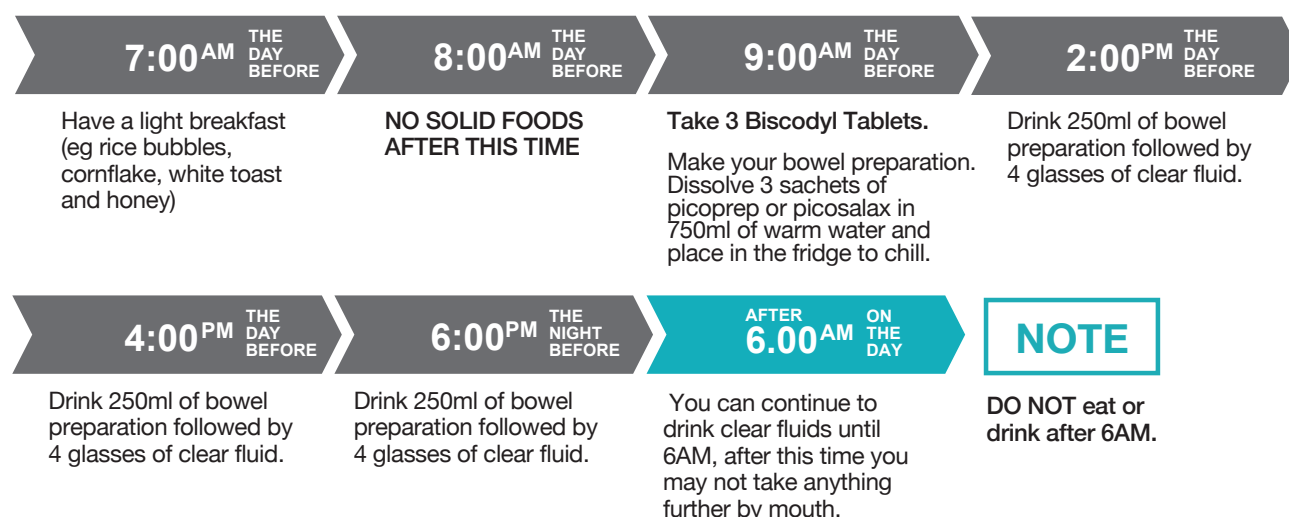 7:00AM THE DAY BEFORE
Have a light breakfast
(eg rice bubbles,
cornflake, white toast
and honey)
8:00AM THE DAY BEFORE
NO SOLID FOODS
AFTER THIS TIME
9:00AM THE DAY BEFORE
Take 3 Biscodyl Tablets.
Make your bowel preparation.
Dissolve 3 sachets of
picoprep or picosalax in
750ml of warm water and
place in the fridge to chill.
2:00PM THE DAY BEFORE
Drink 250ml of bowel
preparation followed by
4 glasses of clear fluid.
4:00PM THE DAY BEFORE
Drink 250ml of bowel
preparation followed by
4 glasses of clear fluid.
6:00PM THE NIGHT BEFORE
Drink 250ml of bowel
preparation followed by
4 glasses of clear fluid.
AFTER 6.00AM ON THE DAY
You can continue to
drink clear fluids until
6AM, after this time you
may not take anything
further by mouth.
NOTE
DO NOT eat or
drink after 6AM.